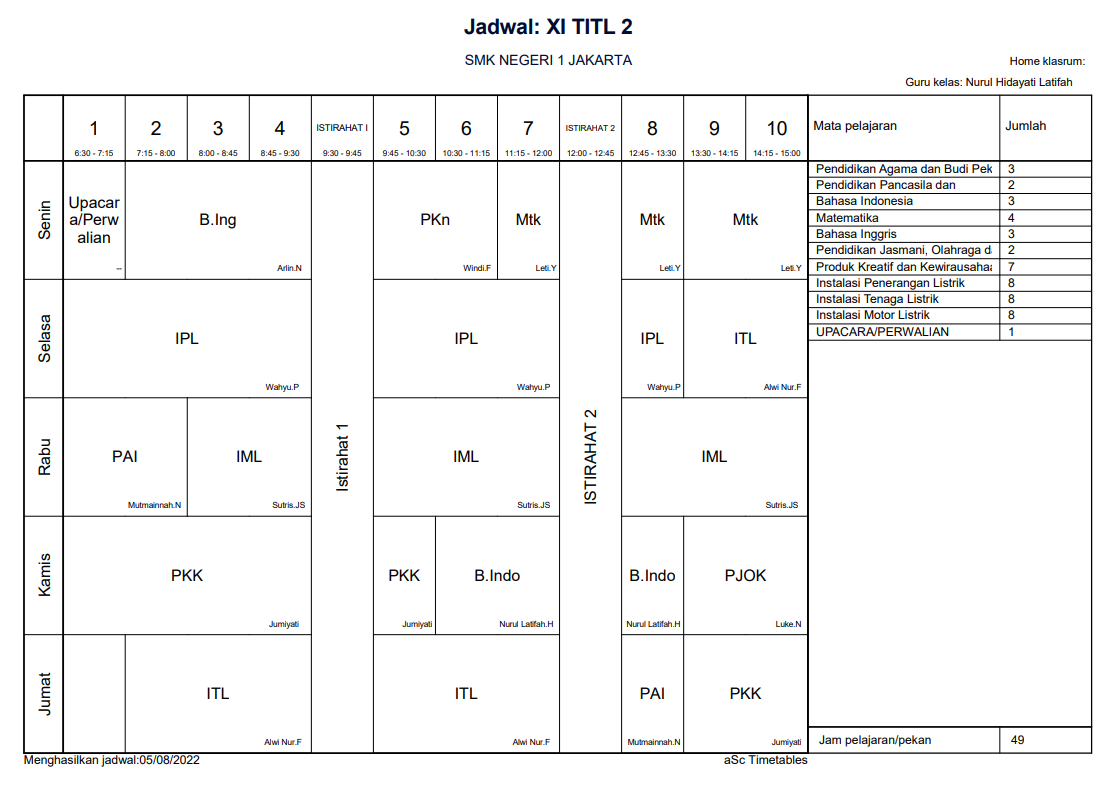 Jadwal: XI TITL 2
SMK NEGERI 1 JAKARTA
Home klasrum:
Guru kelas: Nurul Hidayati Latifah
1 2 3 4 ISTIRAHAT I 5 6 7 ISTIRAHAT 2 8 9 10 Mata pelajaran Jumlah
6:30 - 7:15 7:15 - 8:00 8:00 - 8:45 8:45 - 9:30 9:30 - 9:45 9:45 - 10:30 10:30 - 11:15 11:15 - 12:00 12:00 - 12:45 12:45 - 13:30 13:30 - 14:15 14:15 - 15:00
Senin
Upacar
a/Perw
alian
--
B.Ing
Arlin.N
PKn
Windi.F
Mtk
Leti.Y
Mtk
Leti.Y
Mtk
Leti.Y
Selasa
IPL
Wahyu.P
IPL
Wahyu.P
IPL
Wahyu.P
ITL
Alwi Nur.F
Rabu
PAI
Mutmainnah.N
IML
Sutris.JS
Istirahat 1
IML
Sutris.JS
ISTIRAHAT 2
IML
Sutris.JS
Kamis
PKK
Jumiyati
PKK
Jumiyati
B.Indo
Nurul Latifah.H
B.Indo
Nurul Latifah.H
PJOK
Luke.N
Jumat
ITL
Alwi Nur.F
ITL
Alwi Nur.F
PAI
Mutmainnah.N
PKK
Jumiyati
Pendidikan Agama dan Budi Pek 3
Pendidikan Pancasila dan 2
Bahasa Indonesia 3
Matematika 4
Bahasa Inggris 3
Pendidikan Jasmani, Olahraga da 2
Produk Kreatif dan Kewirausahaa 7
Instalasi Penerangan Listrik 8
Instalasi Tenaga Listrik 8
Instalasi Motor Listrik 8
UPACARA/PERWALIAN 1
Jam pelajaran/pekan 49
Menghasilkan jadwal:05/08/2022
aSc Timetables